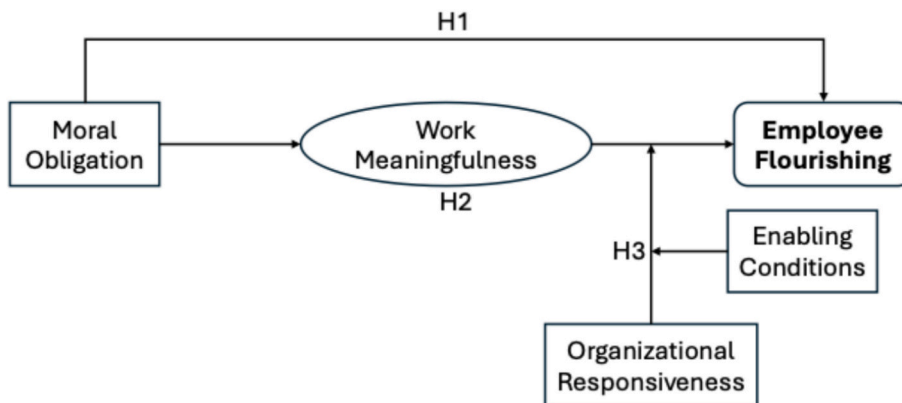 H1
Moral
Obligation
Work
Meaningfulness
H2
Employee
Flourishing
H3
Enabling
Conditions
Organizational
Responsiveness